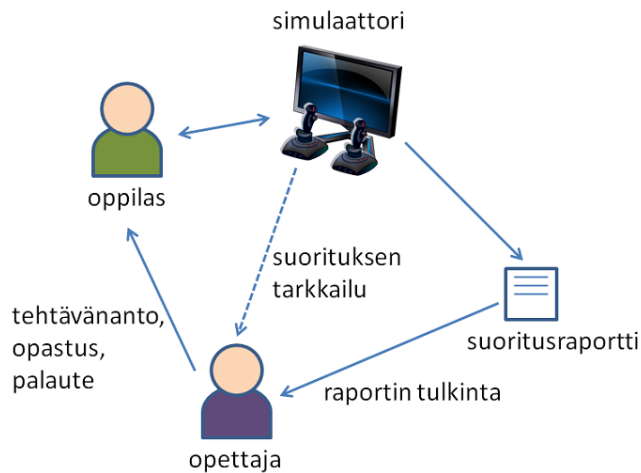 simulaattori
oppilas
suorituksen
tarkkailu
tehtävänanto,
opastus,
palaute
suoritusraportti
raportin tulkinta
opettaja